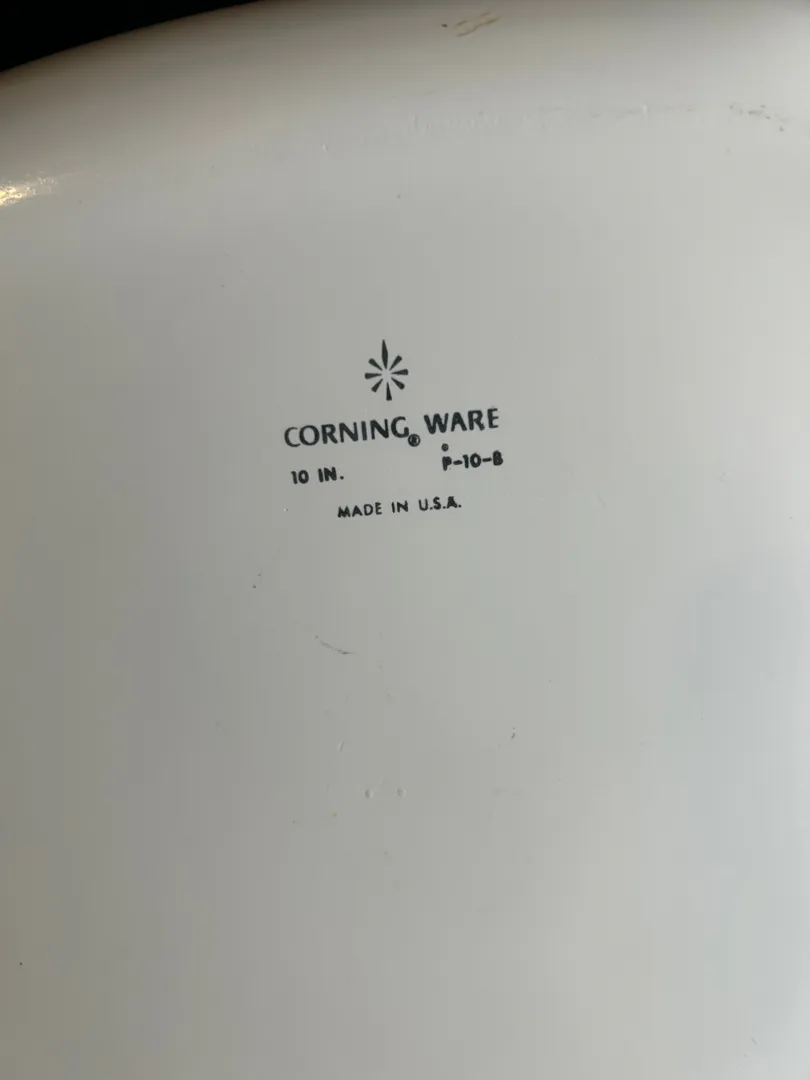 CORNING® WARE
10 IN. P-10-B
MADE IN U.S.A.